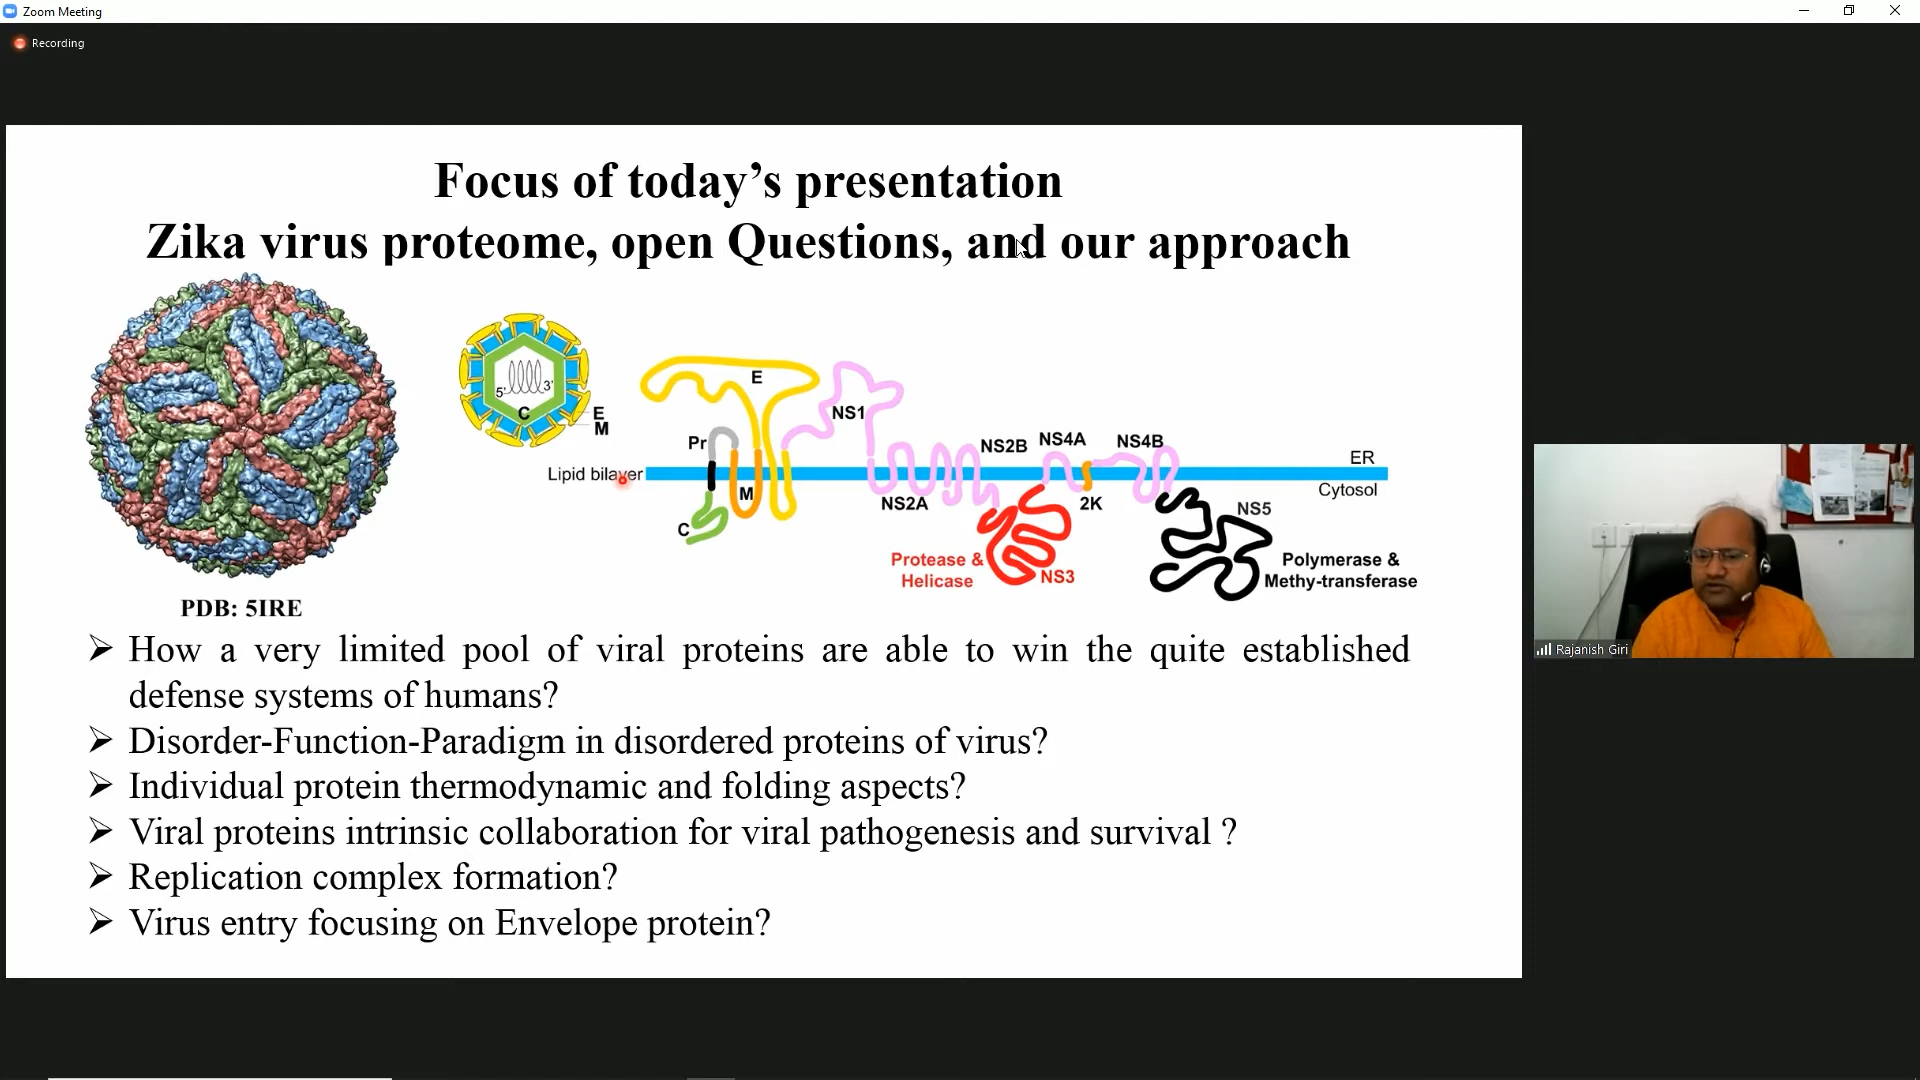 Zoom Meeting
Recording
Focus of today’s presentation
Zika virus proteome, open Questions, and our approach
PDB: 5IRE
5' 3'
C
E
M
Lipid bilayer
Pr
C
M
E
NS1
NS2A
NS2B
NS4A
NS4B
2K
ER
Cytosol
Protease &
Helicase
NS3
NS5
Polymerase &
Methy-transferase
➢ How a very limited pool of viral proteins are able to win the quite established
defense systems of humans?
➢ Disorder-Function-Paradigm in disordered proteins of virus?
➢ Individual protein thermodynamic and folding aspects?
➢ Viral proteins intrinsic collaboration for viral pathogenesis and survival ?
➢ Replication complex formation?
➢ Virus entry focusing on Envelope protein?
Rajanish Giri